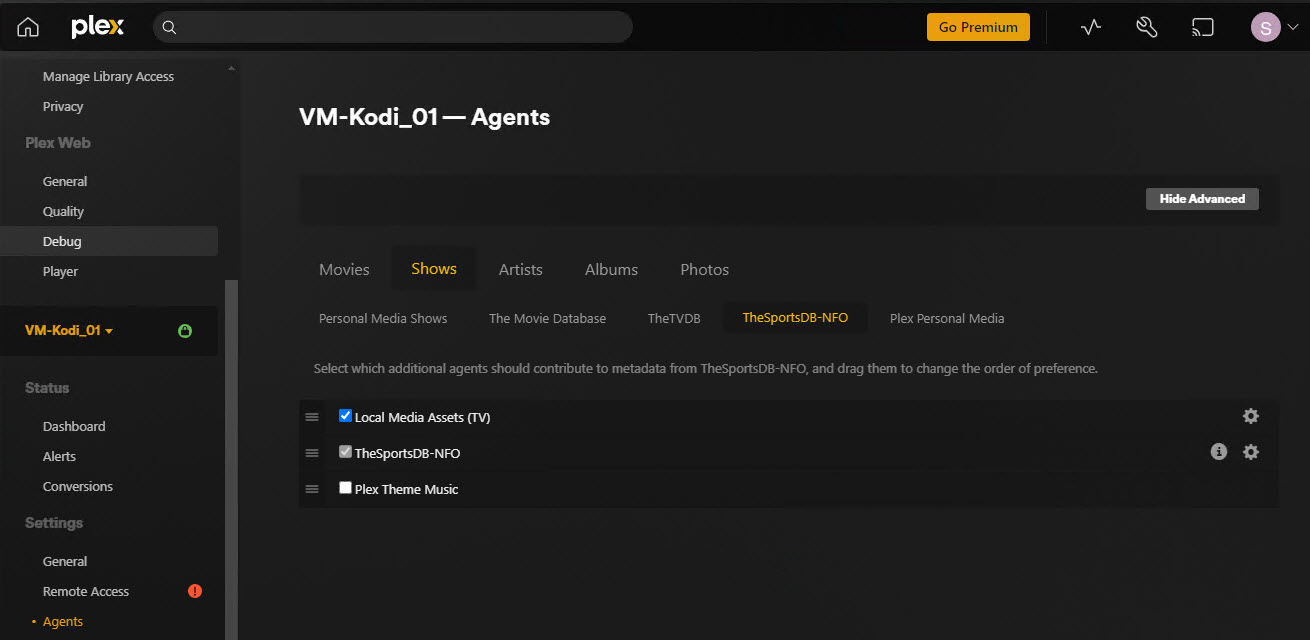 plex
Go Premium
S
Manage Library Access
Privacy
Plex Web
General
Quality
Debug
Player
VM-Kodi_01
Status
Dashboard
Alerts
Conversions
Settings
General
Remote Access
Agents
VM-Kodi_01 — Agents
Hide Advanced
Movies Shows Artists Albums Photos
Personal Media Shows The Movie Database TheTVDB TheSportsDB-NFO Plex Personal Media
Select which additional agents should contribute to metadata from TheSportsDB-NFO, and drag them to change the order of preference.
Local Media Assets (TV)
TheSportsDB-NFO
Plex Theme Music